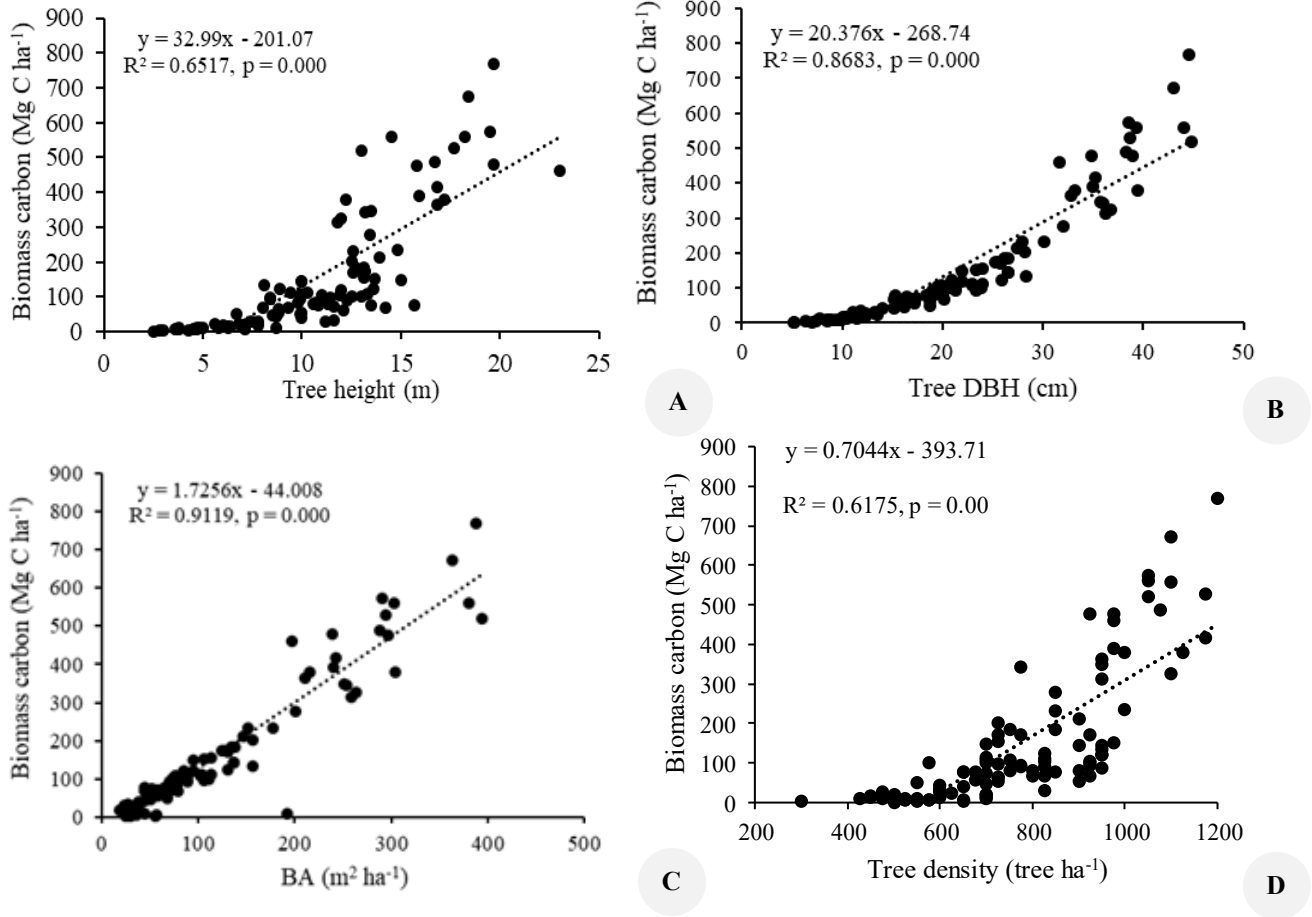 900
800
700
600
500
400
300
200
100
0
Biomass carbon (Mg C ha⁻¹)
y = 32.99x - 201.07
R² = 0.6517, p = 0.000
0 5 10 15 20 25
Tree height (m)
A
900
800
700
600
500
400
300
200
100
0
Biomass carbon (Mg C ha⁻¹)
y = 20.376x - 268.74
R² = 0.8683, p = 0.000
0 10 20 30 40 50
Tree DBH (cm)
B
900
800
700
600
500
400
300
200
100
0
Biomass carbon (Mg C ha⁻¹)
y = 1.7256x - 44.008
R² = 0.9119, p = 0.000
0 100 200 300 400 500
BA (m² ha⁻¹)
C
900
800
700
600
500
400
300
200
100
0
Biomass carbon (Mg C ha⁻¹)
y = 0.7044x - 393.71
R² = 0.6175, p = 0.00
200 400 600 800 1000 1200
Tree density (tree ha⁻¹)
D